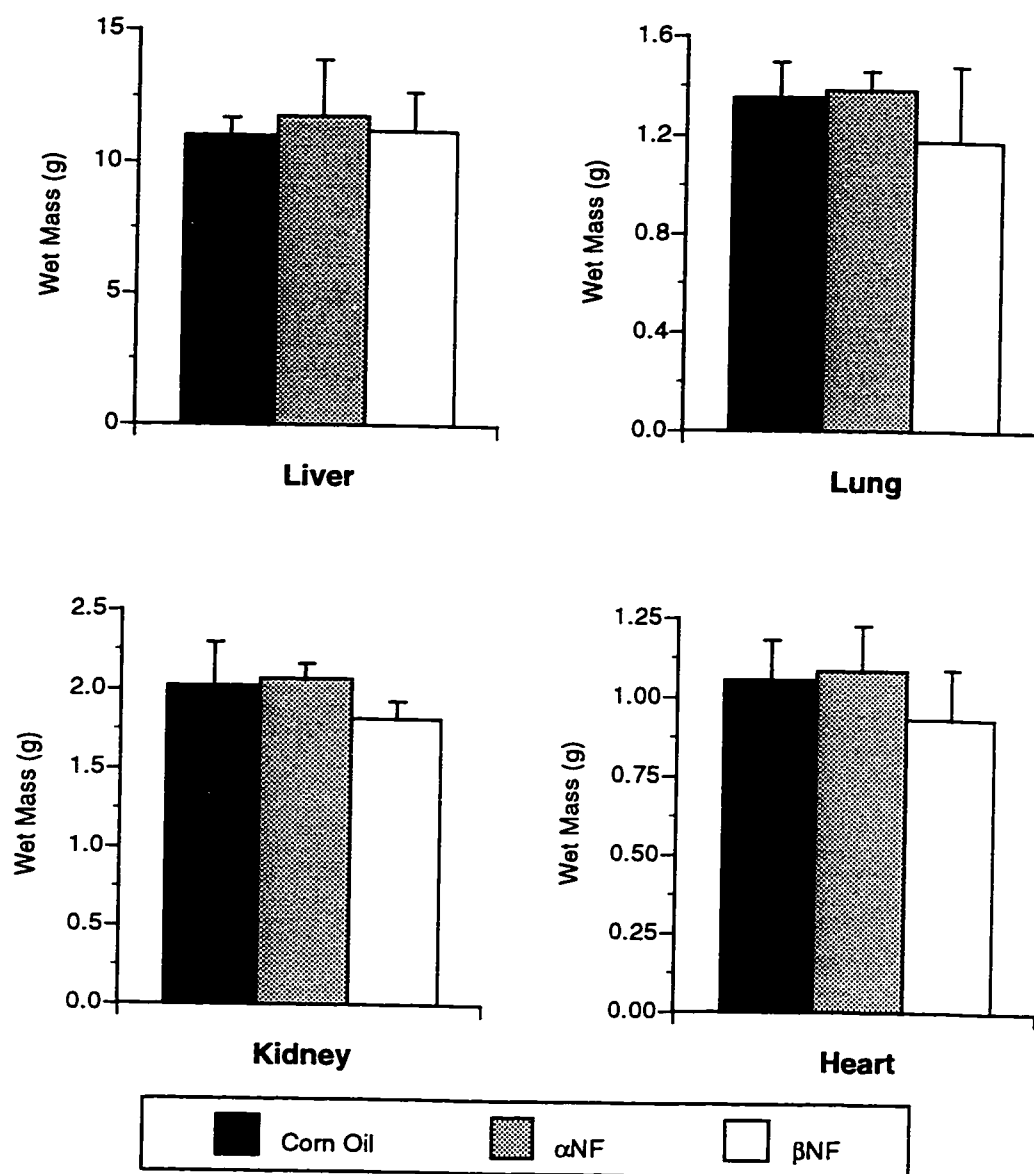 15
10
5
0
Wet Mass (g)
Liver
1.6
1.2
0.8
0.4
0.0
Wet Mass (g)
Lung
2.5
2.0
1.5
1.0
0.5
0.0
Wet Mass (g)
Kidney
1.25
1.00
0.75
0.50
0.25
0.00
Wet Mass (g)
Heart
Corn Oil αNF βNF